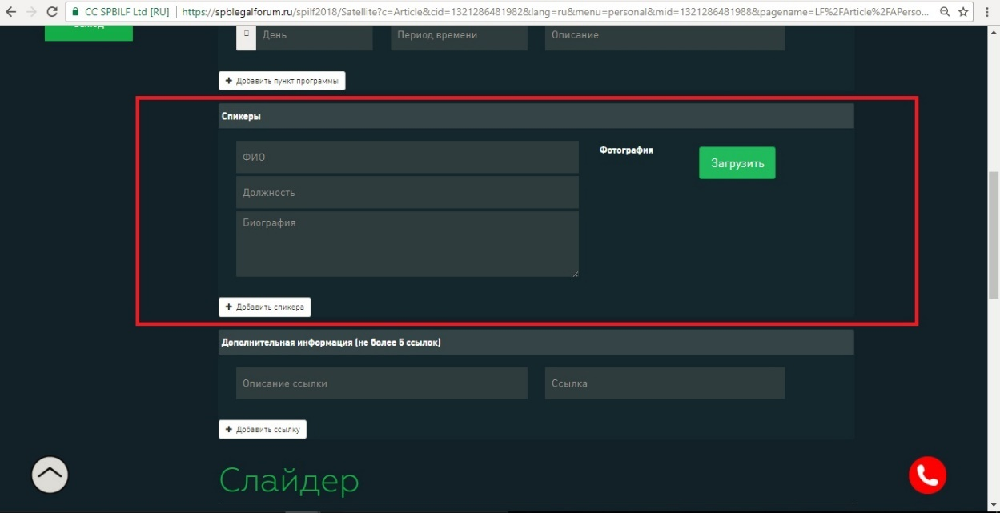 CC SPBILF Ltd [RU] | https://spblegalforum.ru/spilf2018/Satellite?c=Article&cid=1321286481982&lang=ru&menu=personal&mid=1321286481988&pagename=LF%2FArticle%2FAPerso...
Выход
День Период времени Описание
+ Добавить пункт программы
Спикеры
ФИО Фотография Загрузить
Должность
Биография
+ Добавить спикера
Дополнительная информация (не более 5 ссылок)
Описание ссылки Ссылка
+ Добавить ссылку
Слайдер